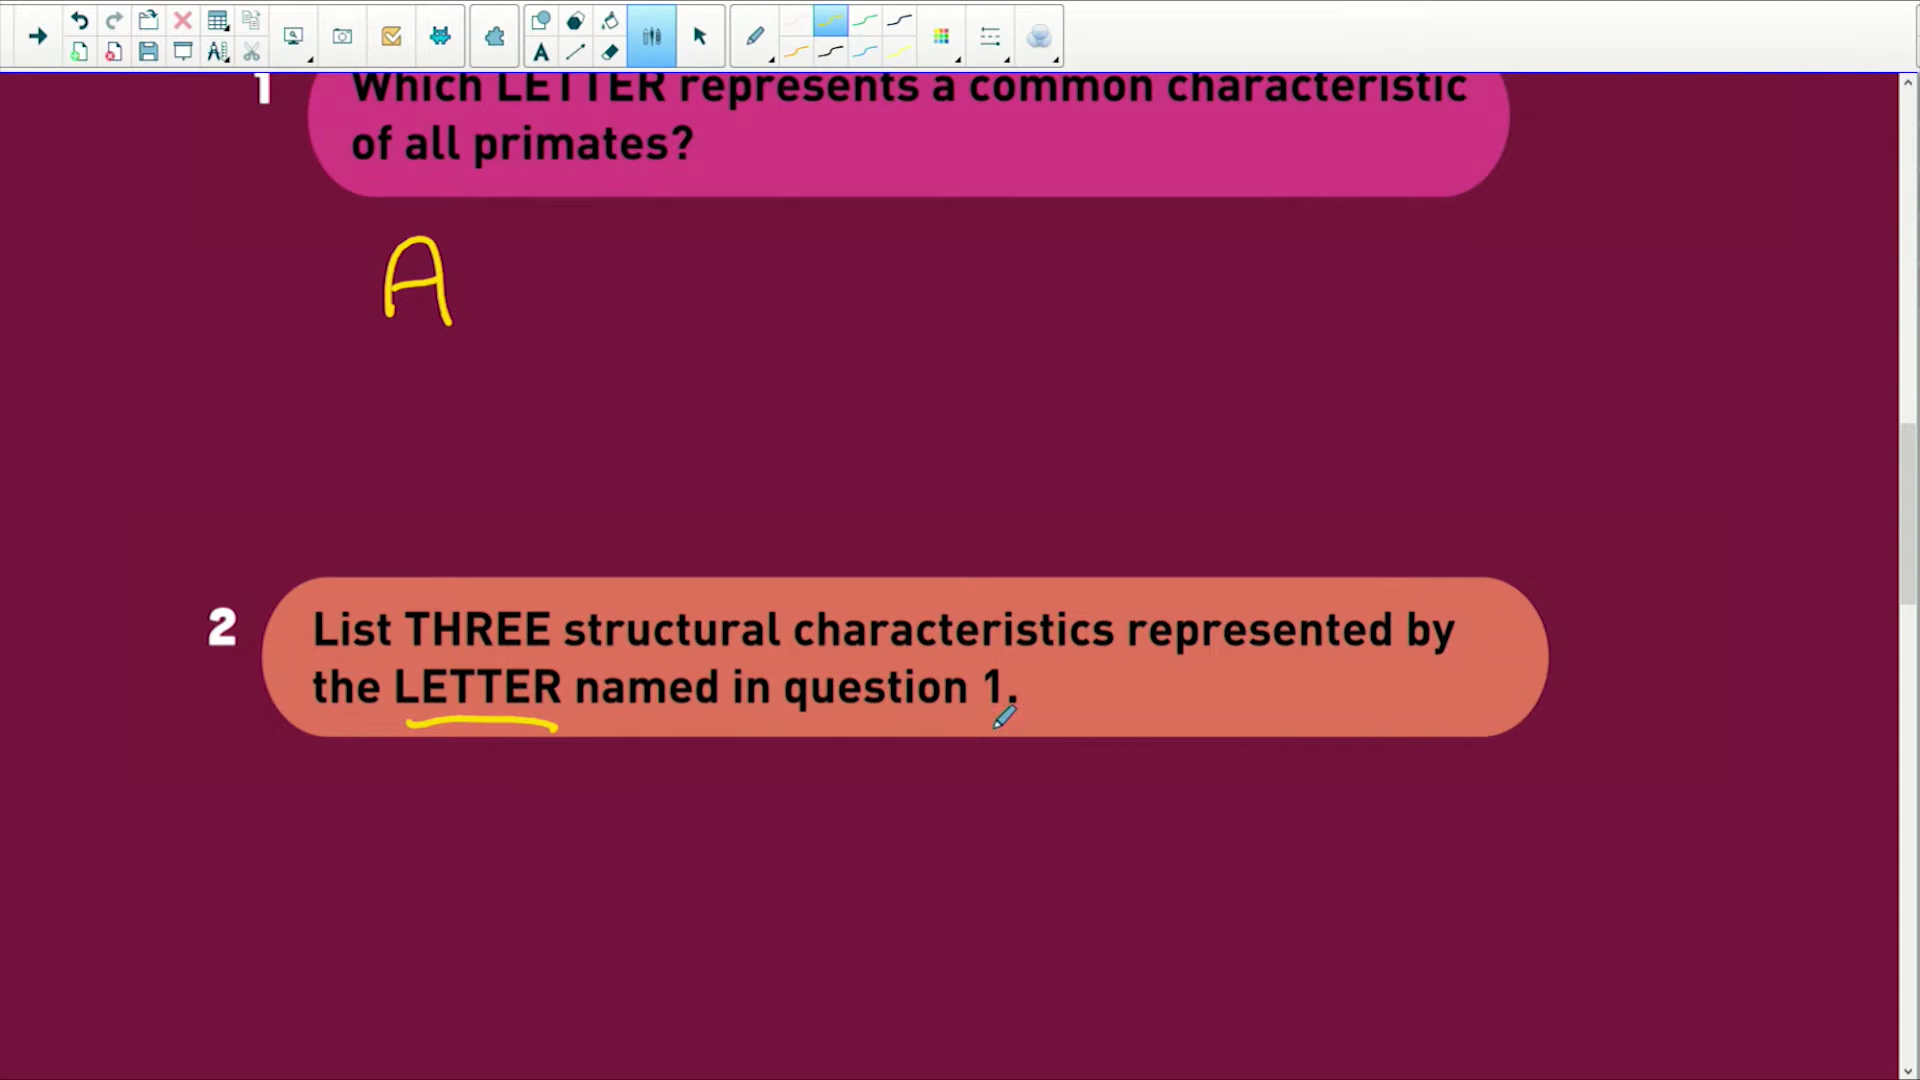 1 Which LETTER represents a common characteristic
of all primates?
A
2 List THREE structural characteristics represented by
the LETTER named in question 1.